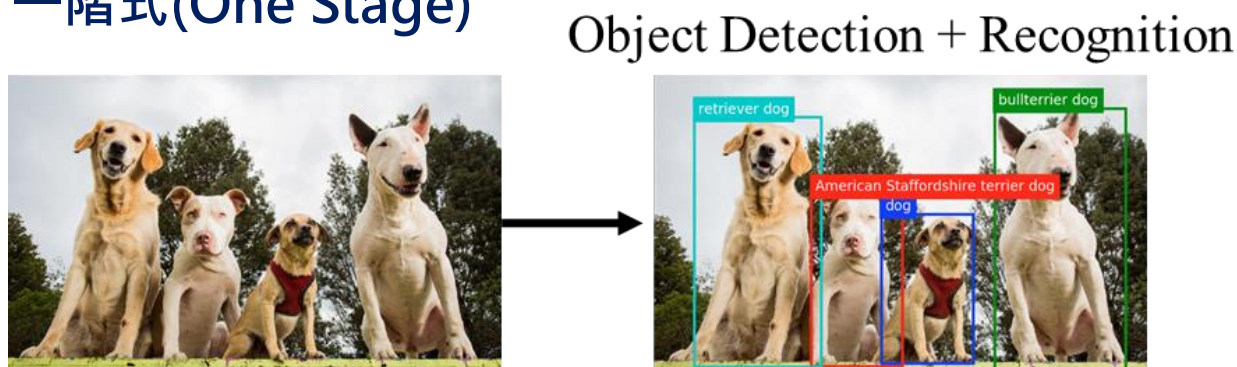 一階式(One Stage)
Object Detection + Recognition
retriever dog
bullterrier dog
American Staffordshire terrier dog
dog